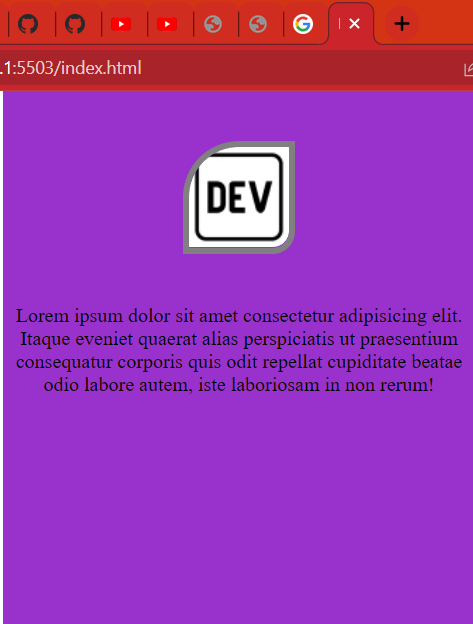 .1:5503/index.html
DEV
Lorem ipsum dolor sit amet consectetur adipisicing elit.
Itaque eveniet quaerat alias perspiciatis ut praesentium
consequatur corporis quis odit repellat cupiditate beatae
odio labore autem, iste laboriosam in non rerum!